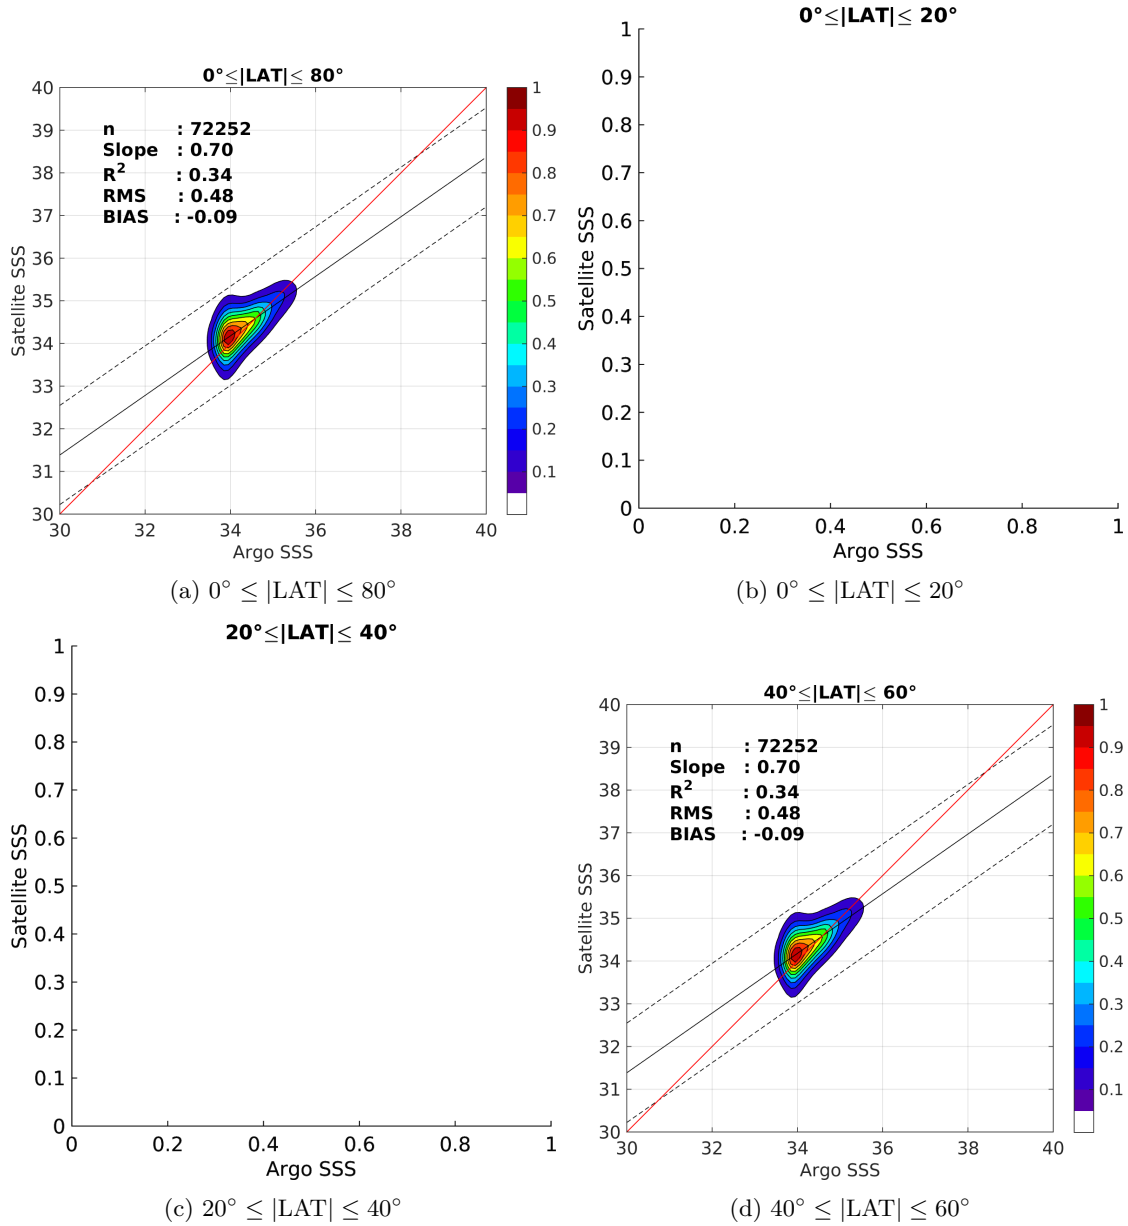 0°≤|LAT|≤ 80°
40
39
38
37
36
35
34
33
32
31
30
Satellite SSS
n : 72252
Slope : 0.70
R² : 0.34
RMS : 0.48
BIAS : -0.09
30 32 34 36 38 40
Argo SSS
1
0.9
0.8
0.7
0.6
0.5
0.4
0.3
0.2
0.1
(a) 0° ≤ |LAT| ≤ 80°
0°≤|LAT|≤ 20°
1
0.9
0.8
0.7
0.6
0.5
0.4
0.3
0.2
0.1
0
Satellite SSS
0 0.2 0.4 0.6 0.8 1
Argo SSS
(b) 0° ≤ |LAT| ≤ 20°
20°≤|LAT|≤ 40°
1
0.9
0.8
0.7
0.6
0.5
0.4
0.3
0.2
0.1
0
Satellite SSS
0 0.2 0.4 0.6 0.8 1
Argo SSS
(c) 20° ≤ |LAT| ≤ 40°
40°≤|LAT|≤ 60°
40
39
38
37
36
35
34
33
32
31
30
Satellite SSS
n : 72252
Slope : 0.70
R² : 0.34
RMS : 0.48
BIAS : -0.09
30 32 34 36 38 40
Argo SSS
1
0.9
0.8
0.7
0.6
0.5
0.4
0.3
0.2
0.1
(d) 40° ≤ |LAT| ≤ 60°